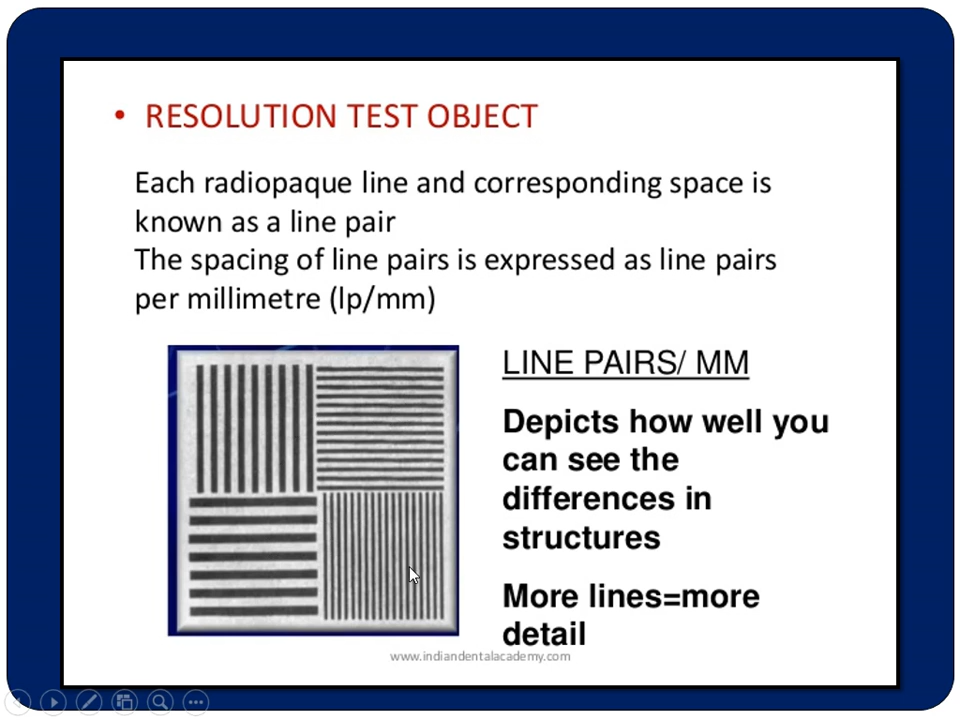 • RESOLUTION TEST OBJECT
Each radiopaque line and corresponding space is
known as a line pair
The spacing of line pairs is expressed as line pairs
per millimetre (lp/mm)
LINE PAIRS/ MM
Depicts how well you
can see the
differences in
structures
More lines=more
detail
www.indiandentalacademy.com